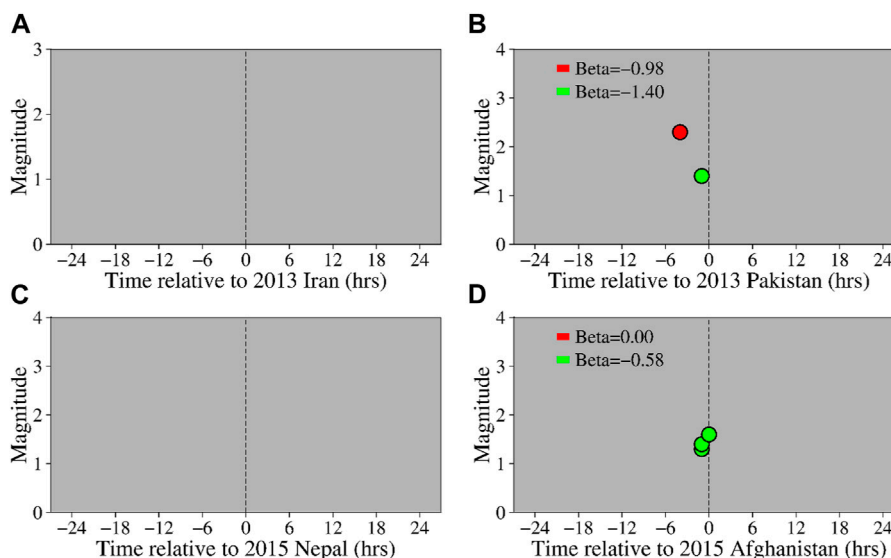 A
3
2
1
0
Magnitude
−24 −18 −12 −6 0 6 12 18 24
Time relative to 2013 Iran (hrs)
B
4
3
2
1
0
Magnitude
Beta=−0.98
Beta=−1.40
−24 −18 −12 −6 0 6 12 18 24
Time relative to 2013 Pakistan (hrs)
C
4
3
2
1
0
Magnitude
−24 −18 −12 −6 0 6 12 18 24
Time relative to 2015 Nepal (hrs)
D
4
3
2
1
0
Magnitude
Beta=0.00
Beta=−0.58
−24 −18 −12 −6 0 6 12 18 24
Time relative to 2015 Afghanistan (hrs)